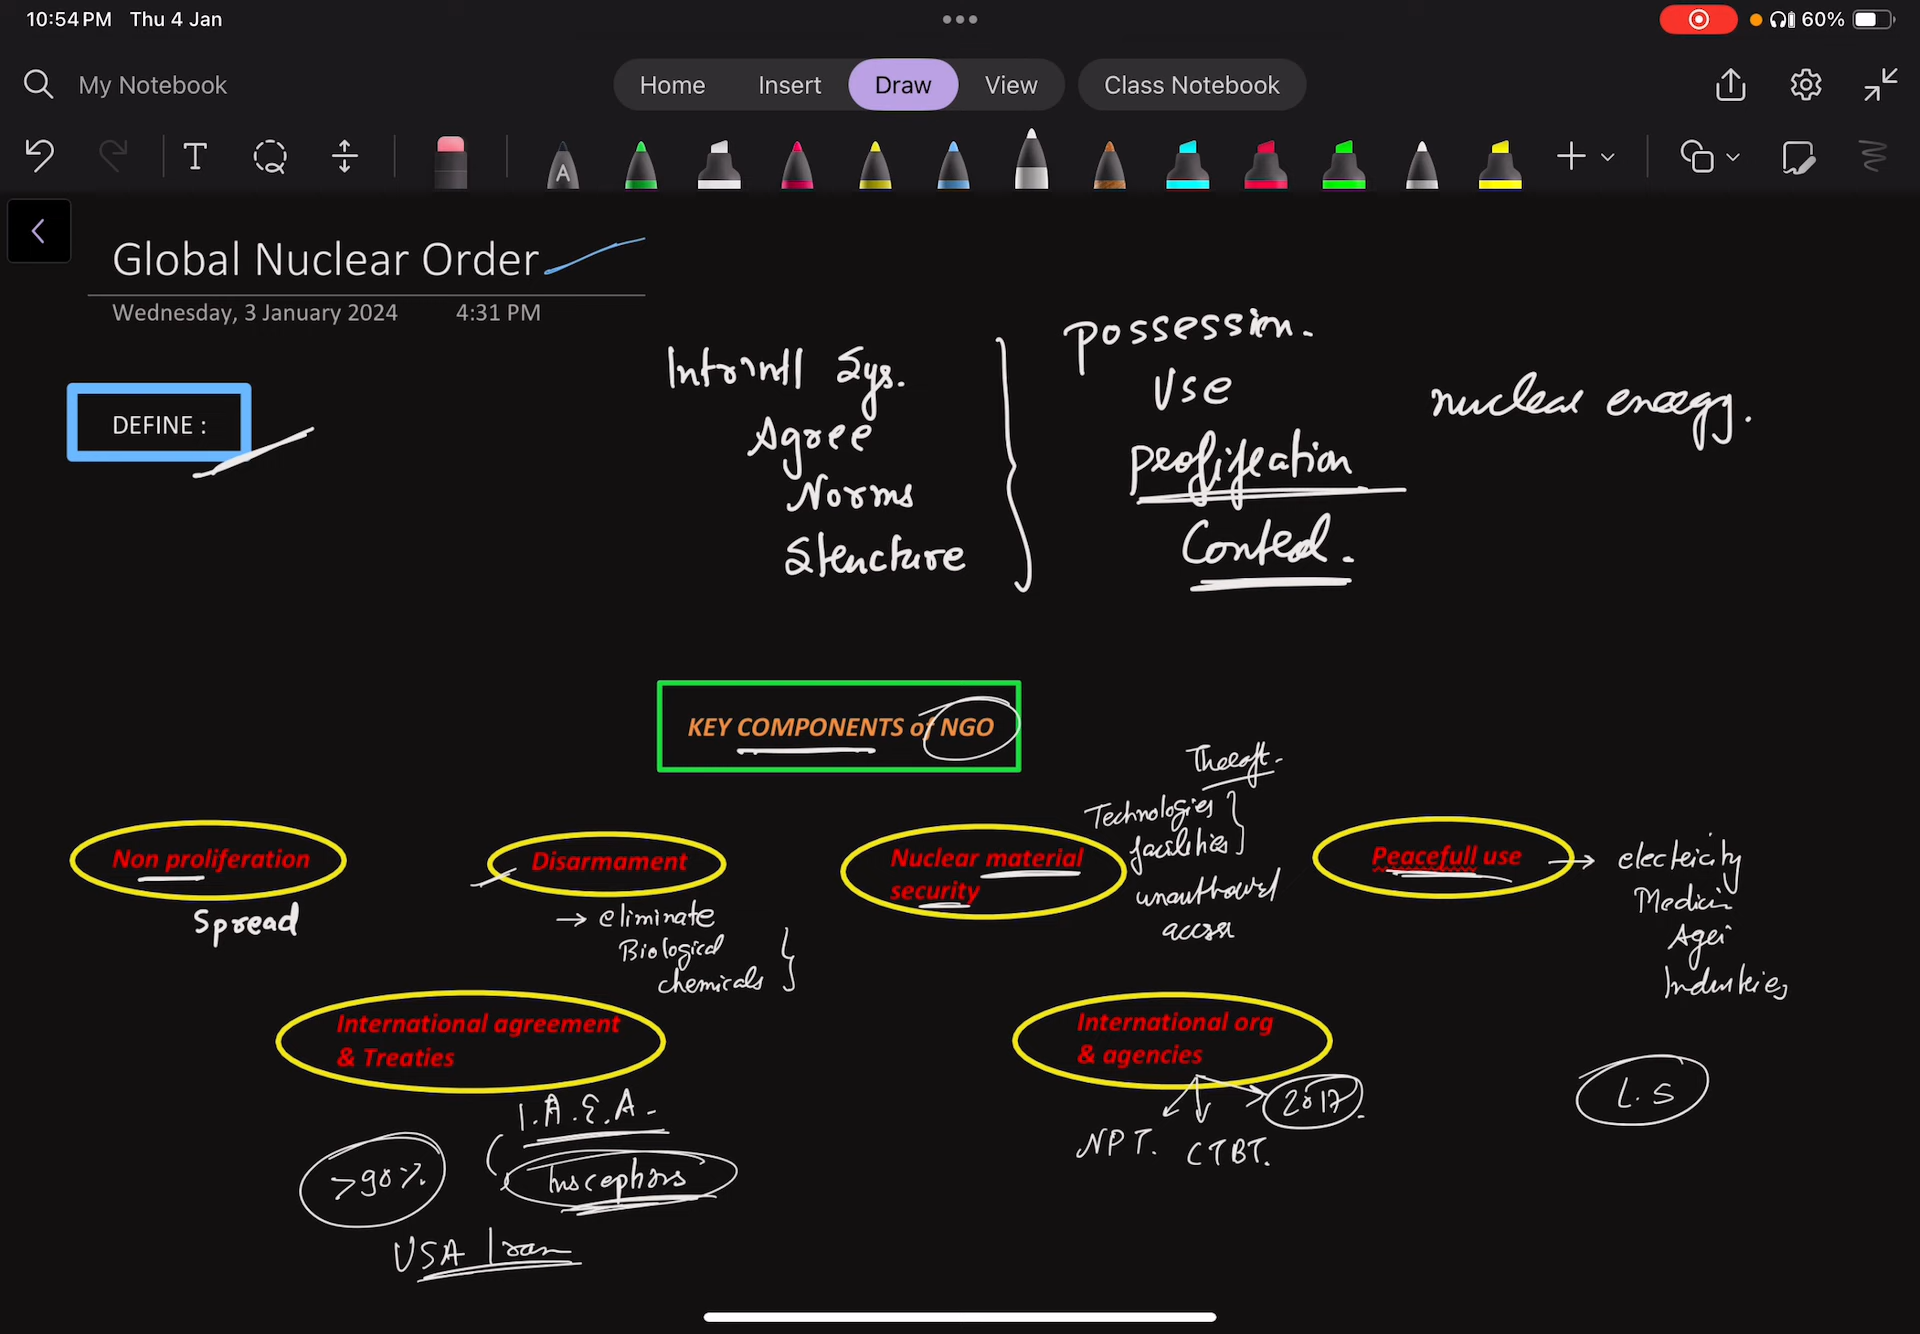 10:54 PM Thu 4 Jan
60%
My Notebook
Home Insert Draw View Class Notebook
T
A
Global Nuclear Order
Wednesday, 3 January 2024 4:31 PM
DEFINE :
Sys.
Agree
Norms
Structure
Possession.
Use
Control.
nuclear energy.
KEY COMPONENTS of NGO
Non proliferation
Spread
Disarmament
→ eliminate
Biological
chemicals
Nuclear material
security
Technologies
facilities
Peacefull use
→ electricity
Industries
International agreement
& Treaties
I.A.E.A.
>90%
USA Iran
International org
& agencies
NPT. CTBT. 2017.
L.S